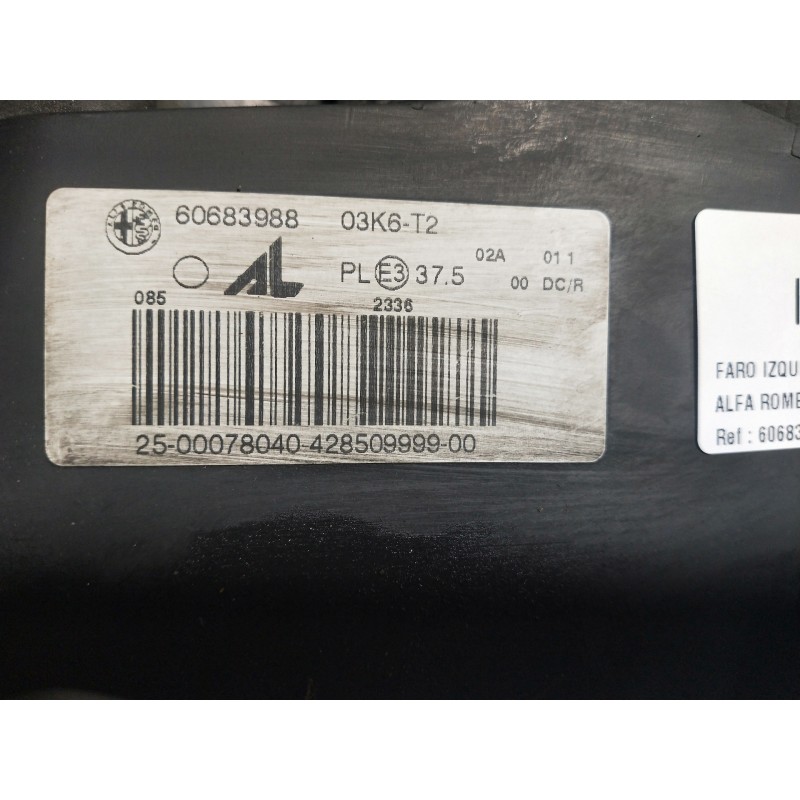 60683988 03K6-T2
AL PL E3 37.5 02A 01 1
00 DC/R
085 2336
25-00078040-428509999-00
FARO IZQU
ALFA ROME
Ref : 6068